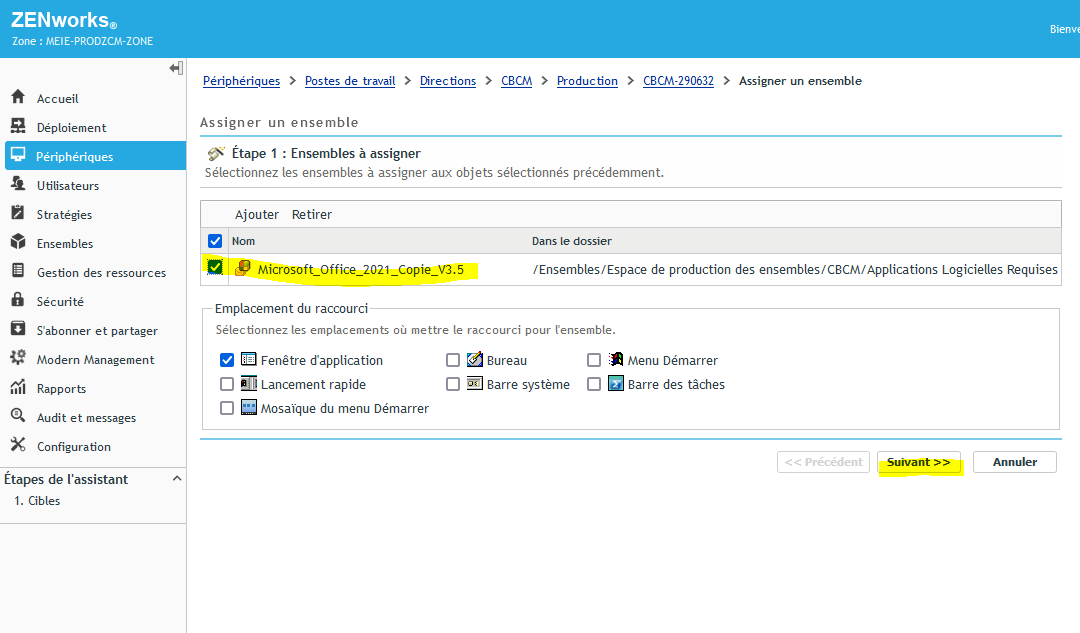 ZENworks®
Zone : MEIE-PRODZCM-ZONE
Bienve
Périphériques > Postes de travail > Directions > CBCM > Production > CBCM-290632 > Assigner un ensemble
Accueil
Déploiement
Périphériques
Utilisateurs
Stratégies
Ensembles
Gestion des ressources
Sécurité
S'abonner et partager
Modern Management
Rapports
Audit et messages
Configuration
Étapes de l'assistant
1. Cibles
Assigner un ensemble
Étape 1 : Ensembles à assigner
Sélectionnez les ensembles à assigner aux objets sélectionnés précédemment.
Ajouter Retirer
Nom Dans le dossier
Microsoft_Office_2021_Copie_V3.5 /Ensembles/Espace de production des ensembles/CBCM/Applications Logicielles Requises
Emplacement du raccourci
Sélectionnez les emplacements où mettre le raccourci pour l'ensemble.
Fenêtre d'application Bureau Menu Démarrer
Lancement rapide Barre système Barre des tâches
Mosaïque du menu Démarrer
<< Précédent Suivant >> Annuler